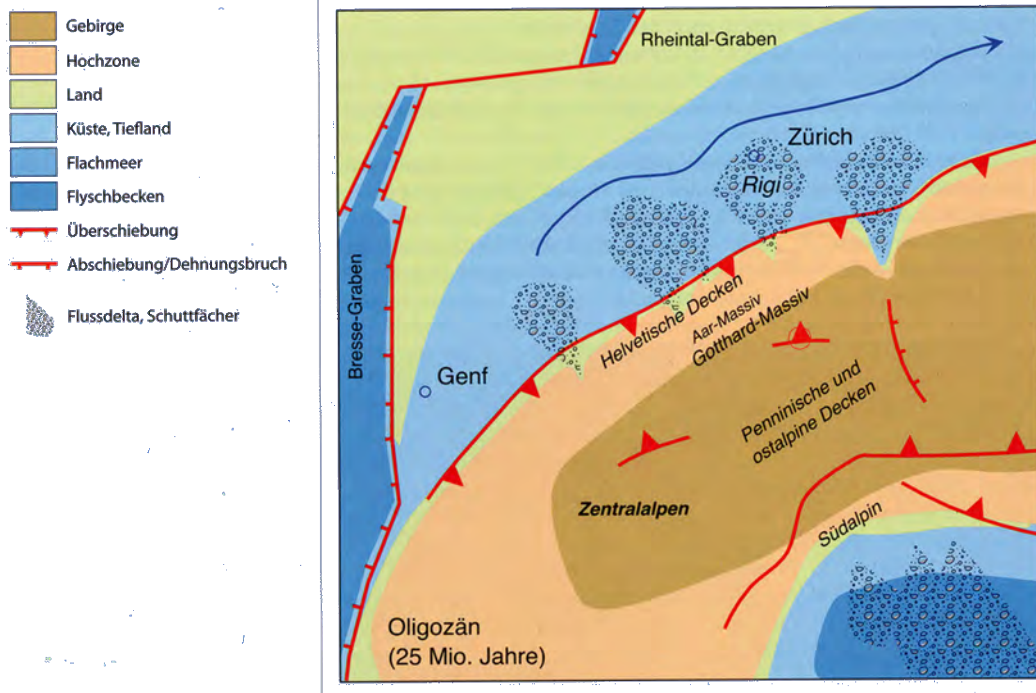 Gebirge
Hochzone
Land
Küste, Tiefland
Flachmeer
Flyschbecken
Überschiebung
Abschiebung/Dehnungsbruch
Flussdelta, Schuttfächer
Rheintal-Graben
Zürich
Rigi
Bresse-Graben
Genf
Helvetische Decken
Aar-Massiv
Gotthard-Massiv
Penninische und
ostalpine Decken
Zentralalpen
Südalpin
Oligozän
(25 Mio. Jahre)